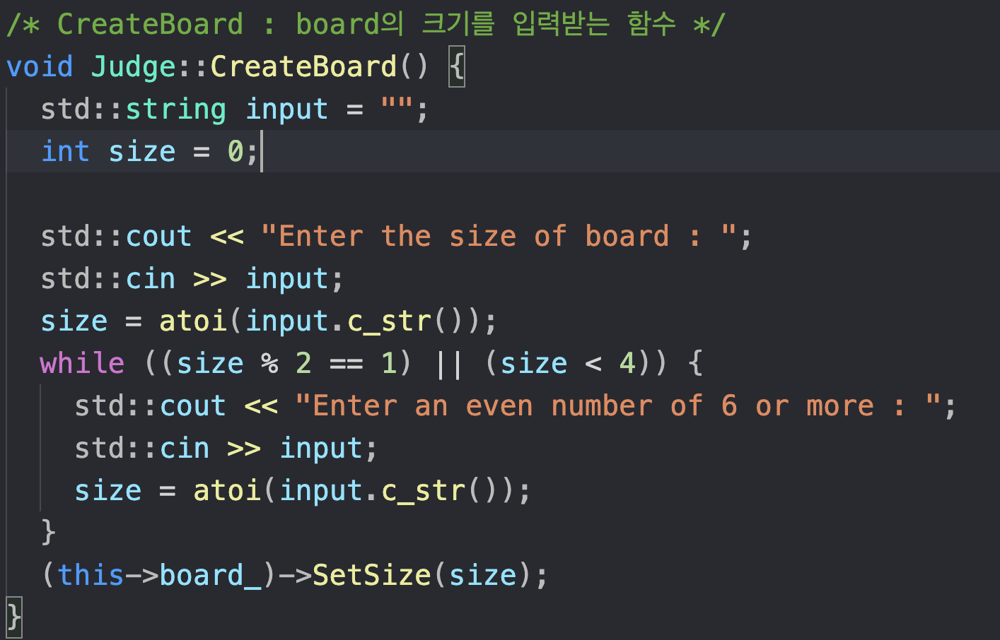 /* CreateBoard : board의 크기를 입력받는 함수 */
void Judge::CreateBoard() {
  std::string input = "";
  int size = 0;

  std::cout << "Enter the size of board : ";
  std::cin >> input;
  size = atoi(input.c_str());
  while ((size % 2 == 1) || (size < 4)) {
    std::cout << "Enter an even number of 6 or more : ";
    std::cin >> input;
    size = atoi(input.c_str());
  }
  (this->board_)->SetSize(size);
}